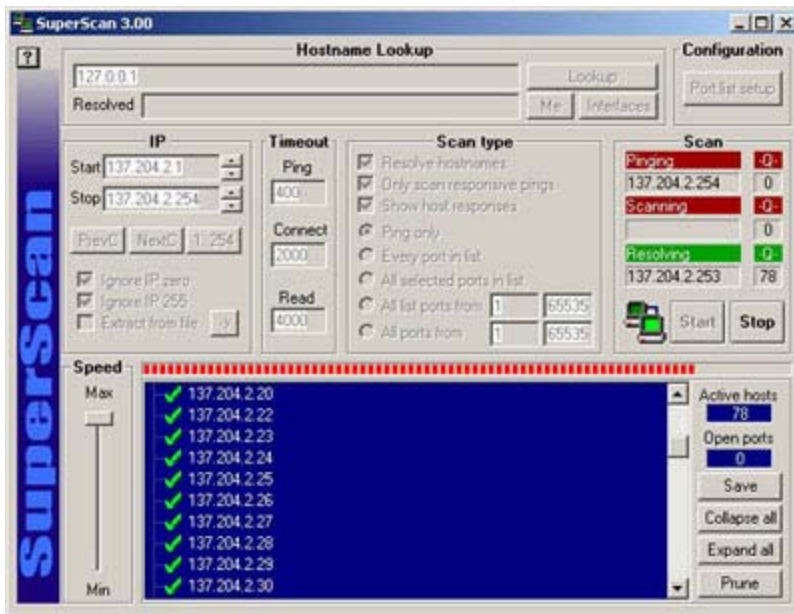 SuperScan 3.00
?
Hostname Lookup
127.0.0.1
Lookup
Resolved
Me
Interfaces
Configuration
Port list setup
IP
Start 137.204.2.1
Stop 137.204.2.254
PrevC NextC 1..254
Ignore IP zero
Ignore IP 255
Extract from file ->
Timeout
Ping
400
Connect
2000
Read
4000
Scan type
Resolve hostnames
Only scan responsive pings
Show host responses
Ping only
Every port in list
All selected ports in list
All list ports from 1 65535
All ports from 1 65535
Scan
Pinging -Q-
137.204.2.254 0
Scanning -Q-
0
Resolving -Q-
137.204.2.253 78
Start Stop
SuperScan
Speed
Max
Min
137.204.2.20
137.204.2.22
137.204.2.23
137.204.2.24
137.204.2.25
137.204.2.26
137.204.2.27
137.204.2.28
137.204.2.29
137.204.2.30
Active hosts
78
Open ports
0
Save
Collapse all
Expand all
Prune